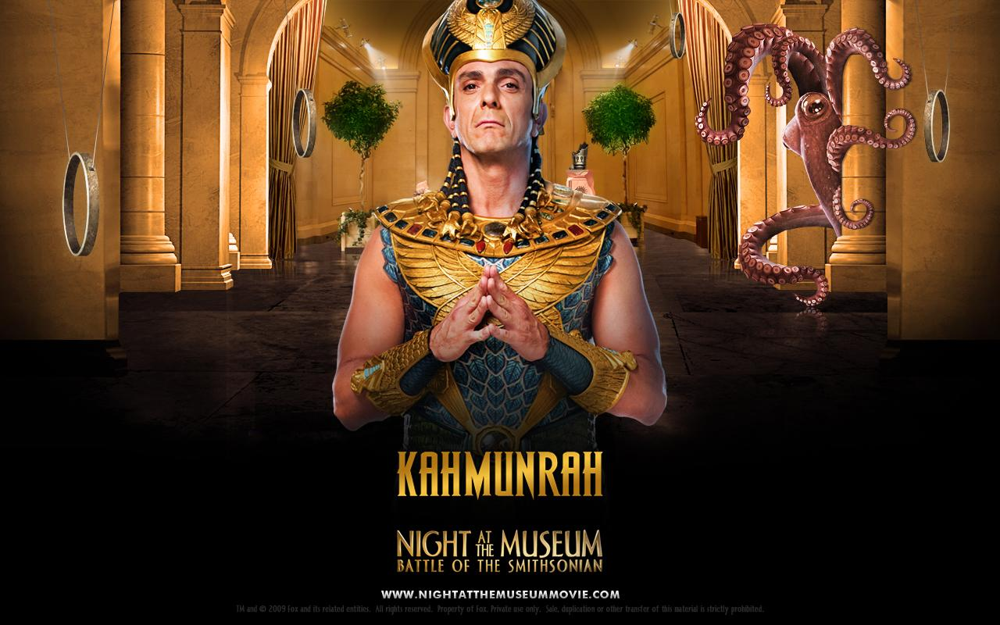 KAHMUNRAH
NIGHT AT THE MUSEUM
BATTLE OF THE SMITHSONIAN
WWW.NIGHTATTHEMUSEUMMOVIE.COM
TM and © 2009 Fox and its related entities. All rights reserved. Property of Fox. Private use only. Sale, duplication or other transfer of this material is strictly prohibited.